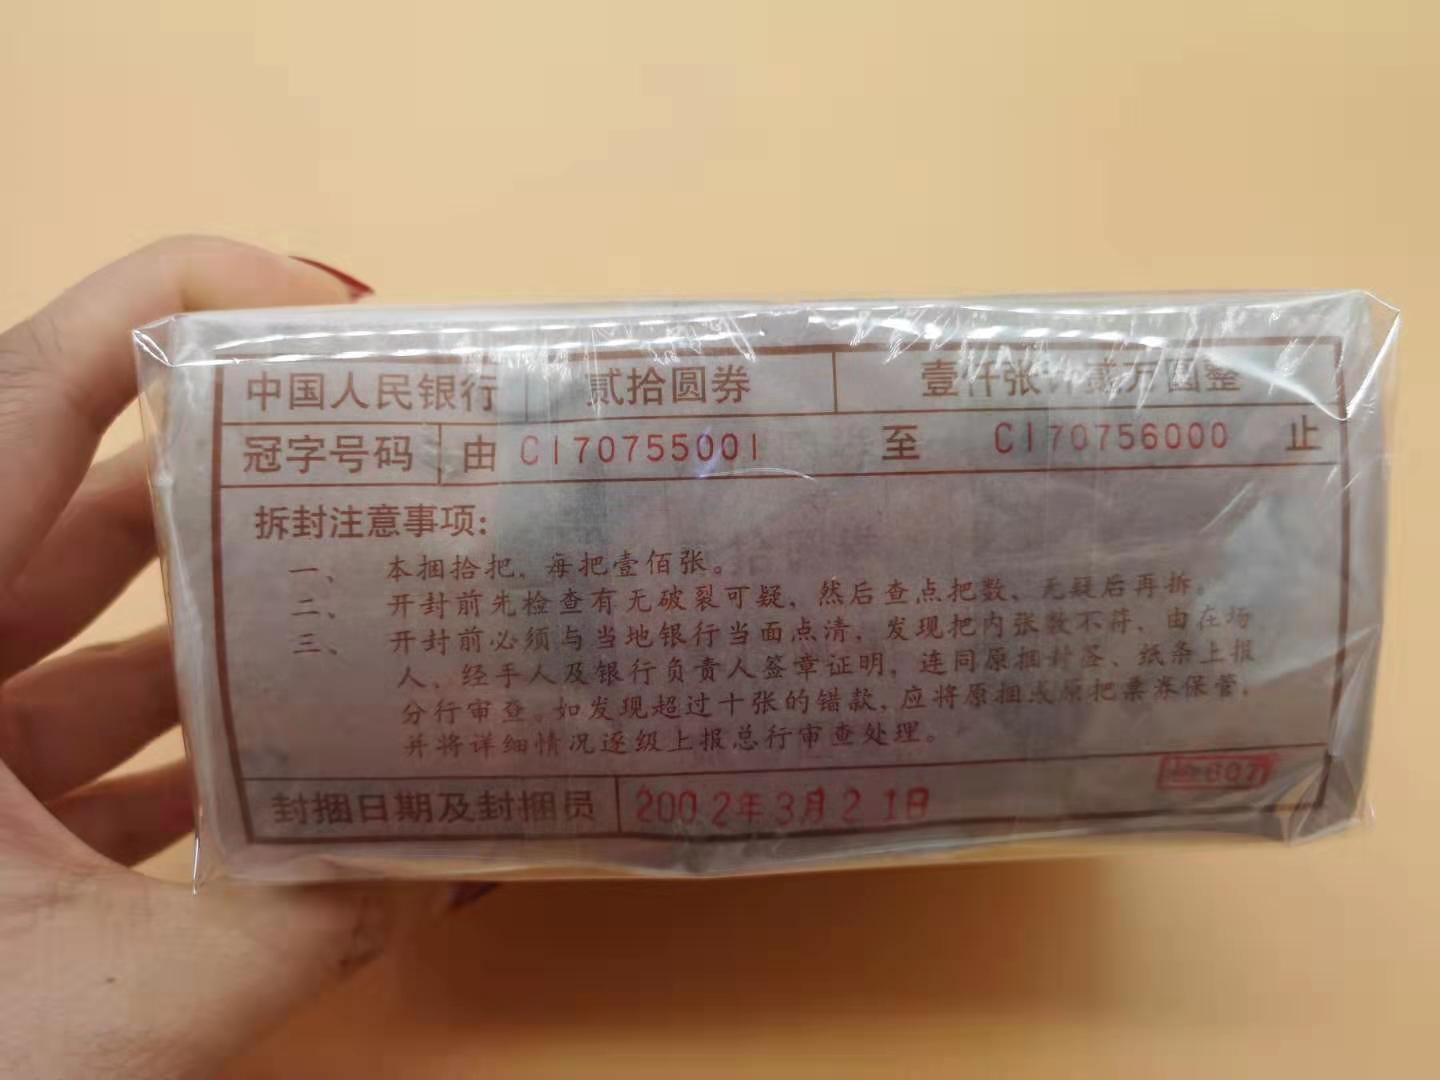 中国人民银行 贰拾圆券 壹仟张计贰万圆整
冠字号码 由 CI70755001 至 CI70756000 止
拆封注意事项:
一、 本捆拾把，每把壹佰张。
二、 开封前先检查有无破裂可疑，然后查点把数、无疑后再拆。
三、 开封前必须与当地银行当面点清，发现把内张数不符，由在场
人、经手人及银行负责人签章证明，连同原捆封签、纸条上报
分行审查。如发现超过十张的错款，应将原捆或原把票券保管，
并将详细情况逐级上报总行审查处理。
封捆日期及封捆员 2002年3月21日
607